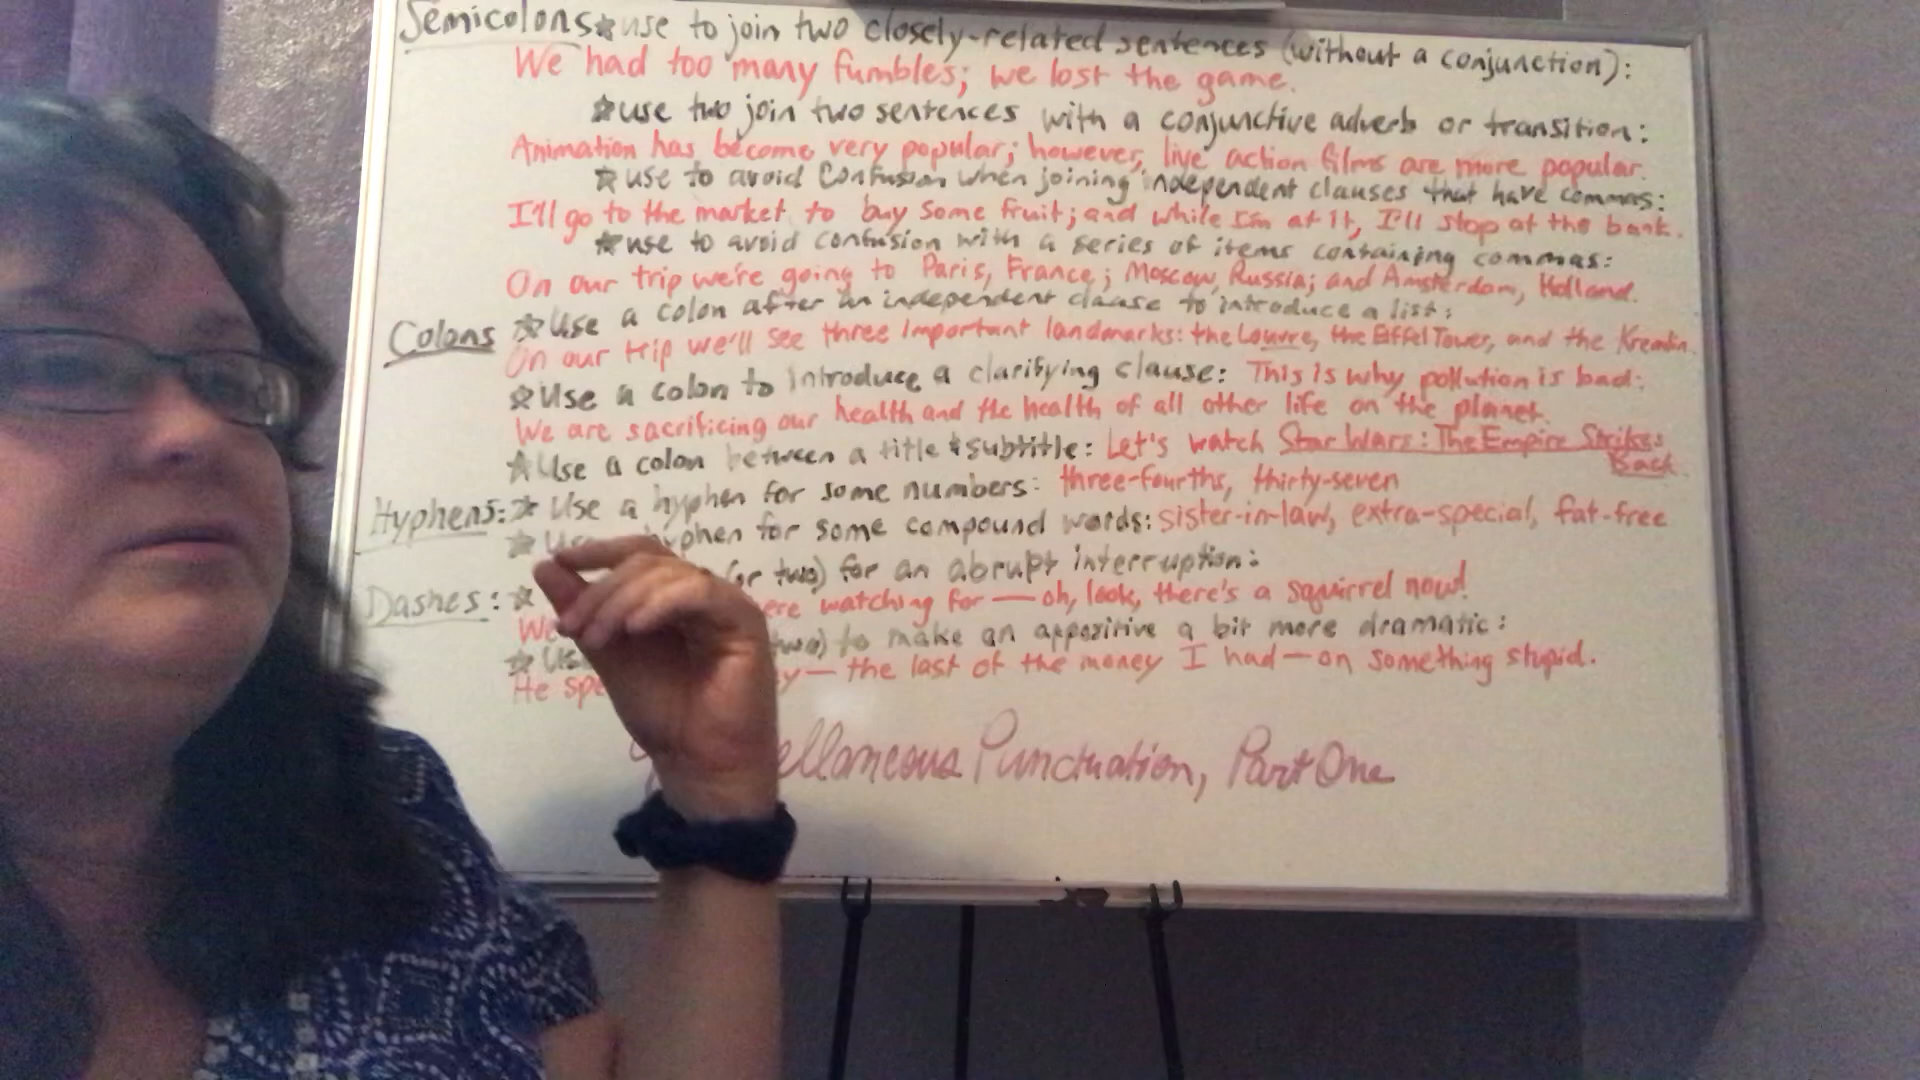 Semicolons ☆ use to join two closely-related sentences (without a conjunction):
We had too many fumbles; we lost the game.
☆ use two join two sentences with a conjunctive adverb or transition:
Animation has become very popular; however, live action films are more popular.
☆ use to avoid confusion when joining independent clauses that have commas:
I'll go to the market to buy some fruit; and while I'm at it, I'll stop at the bank.
☆ use to avoid confusion with a series of items containing commas:
On our trip we're going to Paris, France; Moscow, Russia; and Amsterdam, Holland.
Colons ☆ Use a colon after an independent clause to introduce a list:
On our trip we'll see three important landmarks: the Louvre, the Eiffel Tower, and the Kremlin.
☆ Use a colon to introduce a clarifying clause: This is why pollution is bad:
We are sacrificing our health and the health of all other life on the planet.
☆ Use a colon between a title & subtitle: Let's watch Star Wars: The Empire Strikes
Back.
Hyphens: ☆ Use a hyphen for some numbers: three-fourths, thirty-seven
☆ hyphen for some compound words: sister-in-law, extra-special, fat-free
Dashes: ☆ (or two) for an abrupt interruption:
We watching for — oh, look, there's a squirrel now!
☆ two) to make an appositive a bit more dramatic:
He — the last of the money I had — on something stupid.
Punctuation, Part One